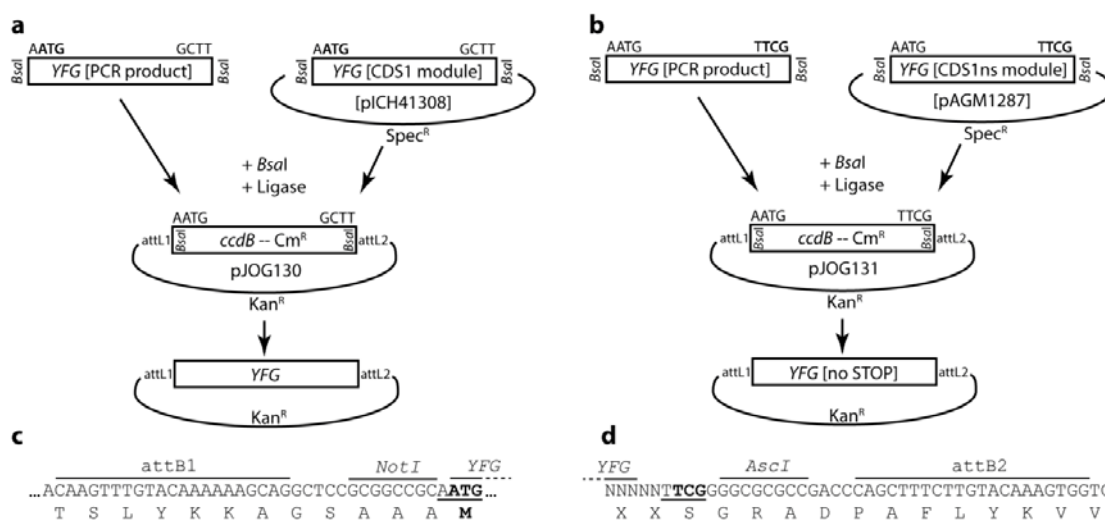 a
AATG GCTT AATG GCTT
BsaI YFG [PCR product] BsaI BsaI YFG [CDS1 module] BsaI
[pICH41308]
SpecR
+ BsaI
+ Ligase
AATG GCTT
attL1 BsaI ccdB -- CmR BsaI attL2
pJOG130
KanR
attL1 YFG attL2
KanR
b
AATG TTCG AATG TTCG
BsaI YFG [PCR product] BsaI BsaI YFG [CDS1ns module] BsaI
[pAGM1287]
SpecR
+ BsaI
+ Ligase
AATG TTCG
attL1 BsaI ccdB -- CmR BsaI attL2
pJOG131
KanR
attL1 YFG [no STOP] attL2
KanR
c
attB1 NotI YFG
...ACAAGTTTGTACAAAAAAGCAGGCTCCGCGGCCGCAATG...
T S L Y K K A G S A A A M
d
YFG AscI attB2
NNNNNTTCGGGGCGCGCCGACCCAGCTTTCTTGTACAAAGTGGTC
X X S G R A D P A F L Y K V V